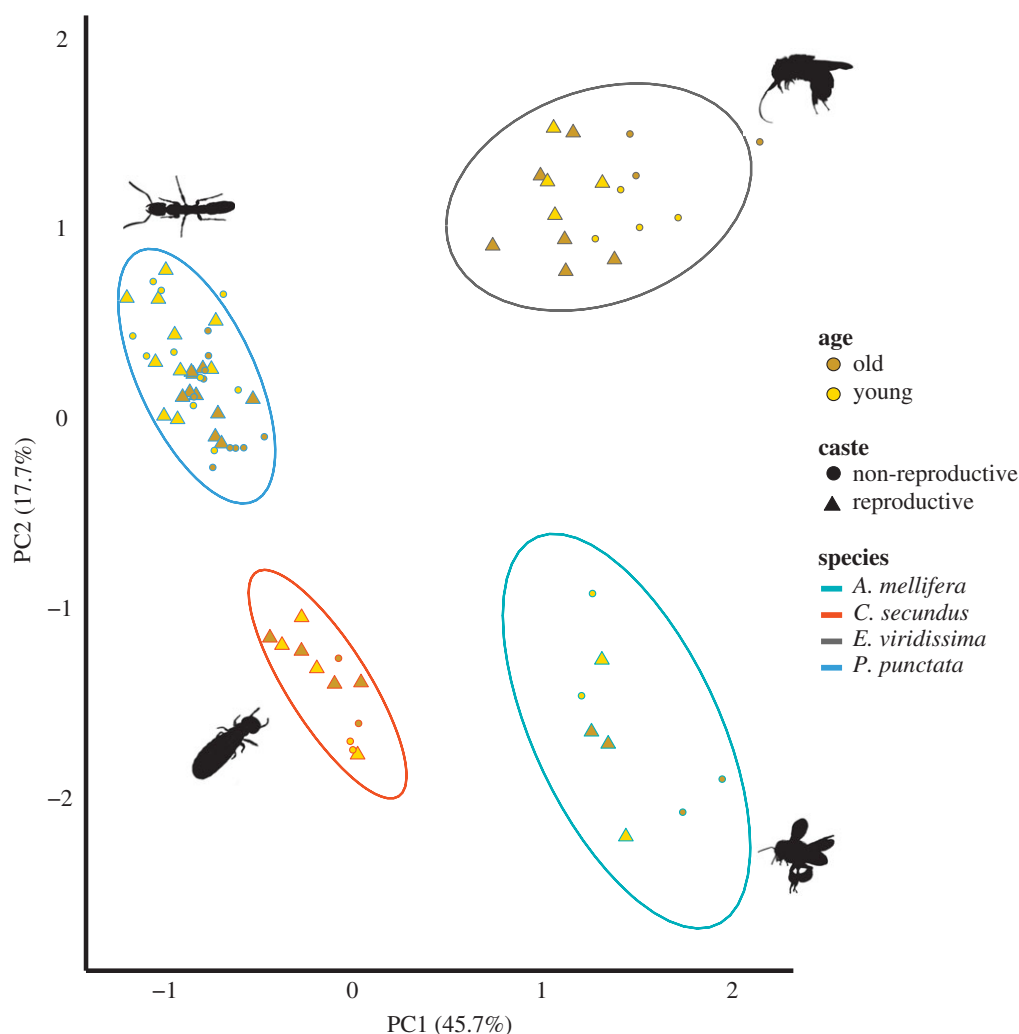 2
1
0
−1
−2
PC2 (17.7%)
−1
0
1
2
PC1 (45.7%)
age
old
young
caste
non-reproductive
reproductive
species
A. mellifera
C. secundus
E. viridissima
P. punctata